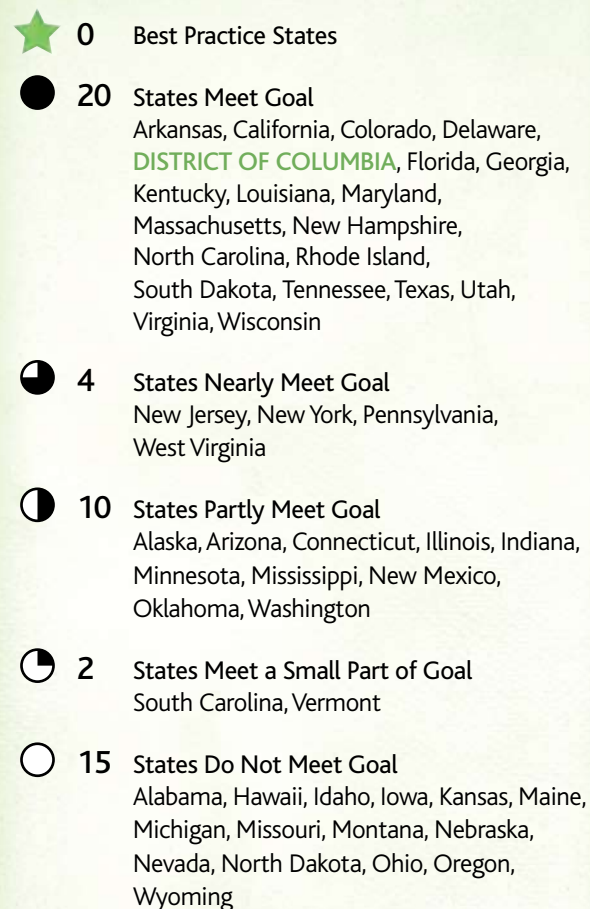 0 Best Practice States
20 States Meet Goal
Arkansas, California, Colorado, Delaware,
DISTRICT OF COLUMBIA, Florida, Georgia,
Kentucky, Louisiana, Maryland,
Massachusetts, New Hampshire,
North Carolina, Rhode Island,
South Dakota, Tennessee, Texas, Utah,
Virginia, Wisconsin
4 States Nearly Meet Goal
New Jersey, New York, Pennsylvania,
West Virginia
10 States Partly Meet Goal
Alaska, Arizona, Connecticut, Illinois, Indiana,
Minnesota, Mississippi, New Mexico,
Oklahoma, Washington
2 States Meet a Small Part of Goal
South Carolina, Vermont
15 States Do Not Meet Goal
Alabama, Hawaii, Idaho, Iowa, Kansas, Maine,
Michigan, Missouri, Montana, Nebraska,
Nevada, North Dakota, Ohio, Oregon,
Wyoming